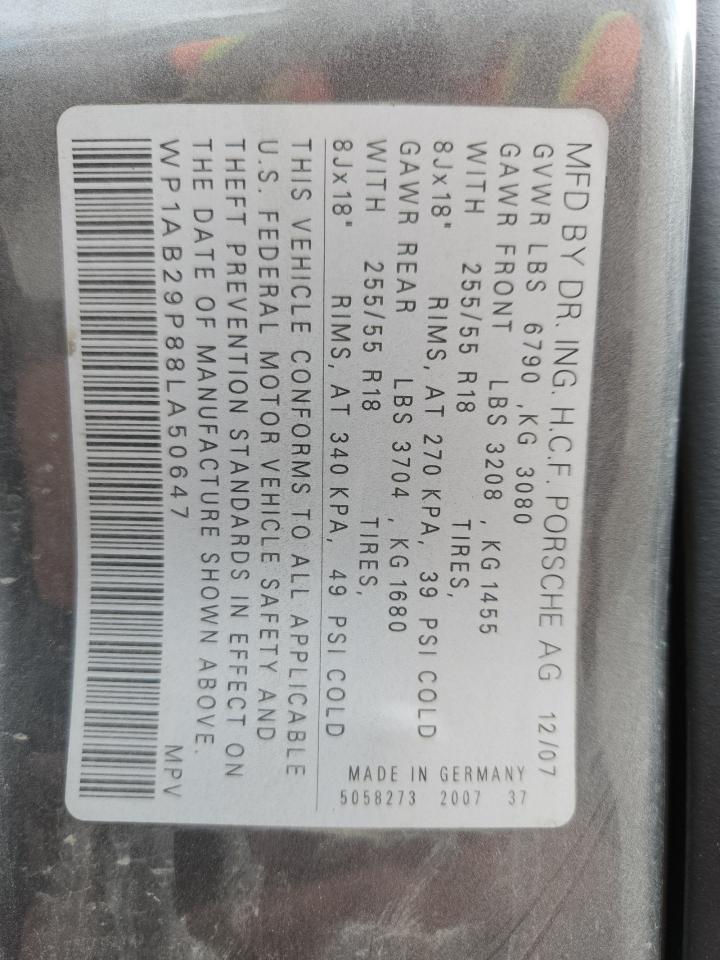 MFD BY DR. ING. H.C.F. PORSCHE AG 12/07
GVWR LBS 6790 ,KG 3080
GAWR FRONT LBS 3208 , KG 1455
WITH 255/55 R18 TIRES,
8Jx18" RIMS, AT 270 KPA, 39 PSI COLD
GAWR REAR LBS 3704 , KG 1680
WITH 255/55 R18 TIRES,
8Jx18" RIMS, AT 340 KPA, 49 PSI COLD
MADE IN GERMANY
5058273 2007 37
THIS VEHICLE CONFORMS TO ALL APPLICABLE
U.S. FEDERAL MOTOR VEHICLE SAFETY AND
THEFT PREVENTION STANDARDS IN EFFECT ON
THE DATE OF MANUFACTURE SHOWN ABOVE.
WP1AB29P88LA50647 MPV